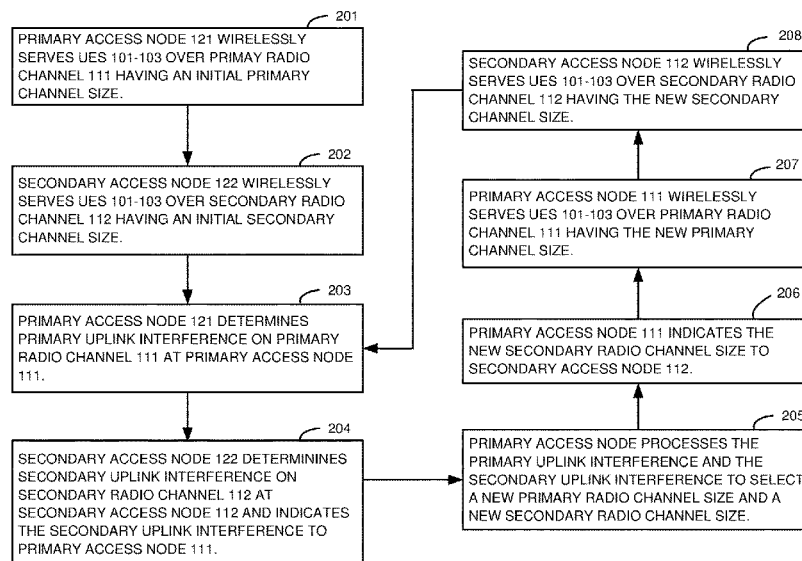 201
PRIMARY ACCESS NODE 121 WIRELESSLY
SERVES UES 101-103 OVER PRIMAY RADIO
CHANNEL 111 HAVING AN INITIAL PRIMARY
CHANNEL SIZE.
202
SECONDARY ACCESS NODE 122 WIRELESSLY
SERVES UES 101-103 OVER SECONDARY RADIO
CHANNEL 112 HAVING AN INITIAL SECONDARY
CHANNEL SIZE.
203
PRIMARY ACCESS NODE 121 DETERMINES
PRIMARY UPLINK INTERFERENCE ON PRIMARY
RADIO CHANNEL 111 AT PRIMARY ACCESS NODE
111.
204
SECONDARY ACCESS NODE 122 DETERMININES
SECONDARY UPLINK INTERFERENCE ON
SECONDARY RADIO CHANNEL 112 AT
SECONDARY ACCESS NODE 112 AND INDICATES
THE SECONDARY UPLINK INTERFERENCE TO
PRIMARY ACCESS NODE 111.
205
PRIMARY ACCESS NODE PROCESSES THE
PRIMARY UPLINK INTERFERENCE AND THE
SECONDARY UPLINK INTERFERENCE TO SELECT
A NEW PRIMARY RADIO CHANNEL SIZE AND A
NEW SECONDARY RADIO CHANNEL SIZE.
206
PRIMARY ACCESS NODE 111 INDICATES THE
NEW SECONDARY RADIO CHANNEL SIZE TO
SECONDARY ACCESS NODE 112.
207
PRIMARY ACCESS NODE 111 WIRELESSLY
SERVES UES 101-103 OVER PRIMARY RADIO
CHANNEL 111 HAVING THE NEW PRIMARY
CHANNEL SIZE.
208
SECONDARY ACCESS NODE 112 WIRELESSLY
SERVES UES 101-103 OVER SECONDARY RADIO
CHANNEL 112 HAVING THE NEW SECONDARY
CHANNEL SIZE.